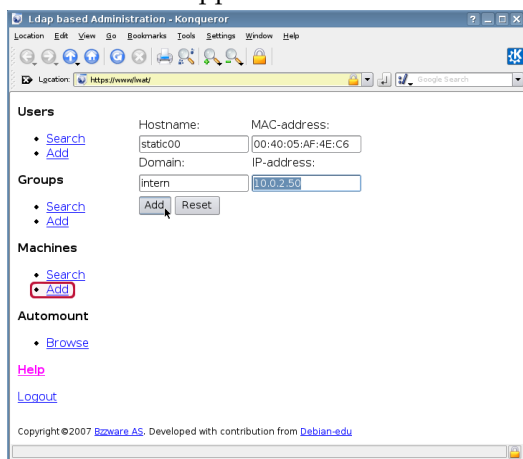 Ldap based Administration - Konqueror
Location Edit View Go Bookmarks Tools Settings Window Help
Location: https://www/lwat/ Google Search
Users
Search
Add
Groups
Search
Add
Machines
Search
Add
Automount
Browse
Help
Logout
Hostname: MAC-address:
static00 00:40:05:AF:4E:C6
Domain: IP-address:
intern 10.0.2.50
Add Reset
Copyright ©2007 Bzzware AS. Developed with contribution from Debian-edu